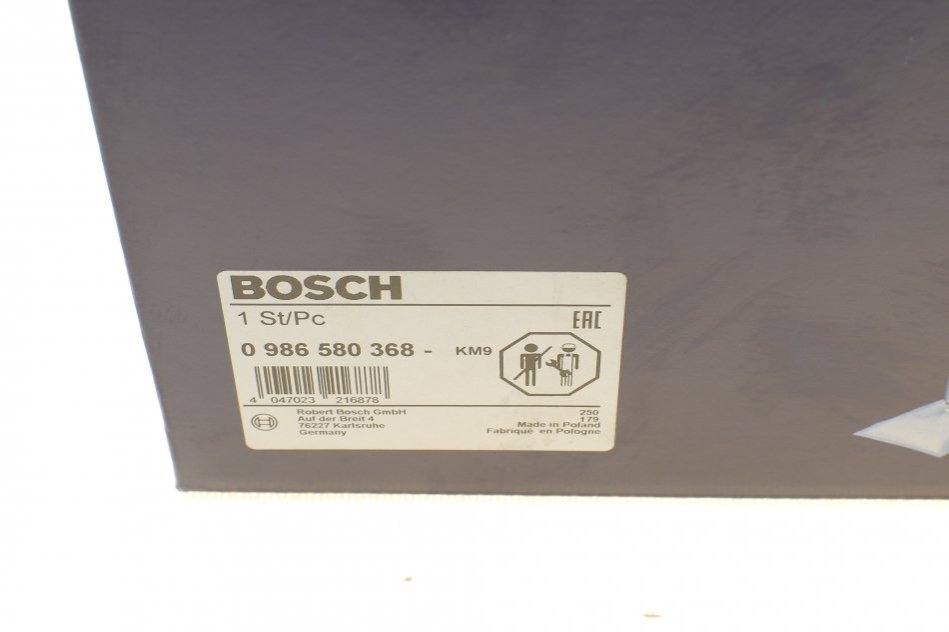 BOSCH
1 St/Pc
EAC
0 986 580 368 - KM9
4 047023 216878
Robert Bosch GmbH
Auf der Breit 4
76227 Karlsruhe
Germany
250
179
Made in Poland
Fabriqué en Pologne